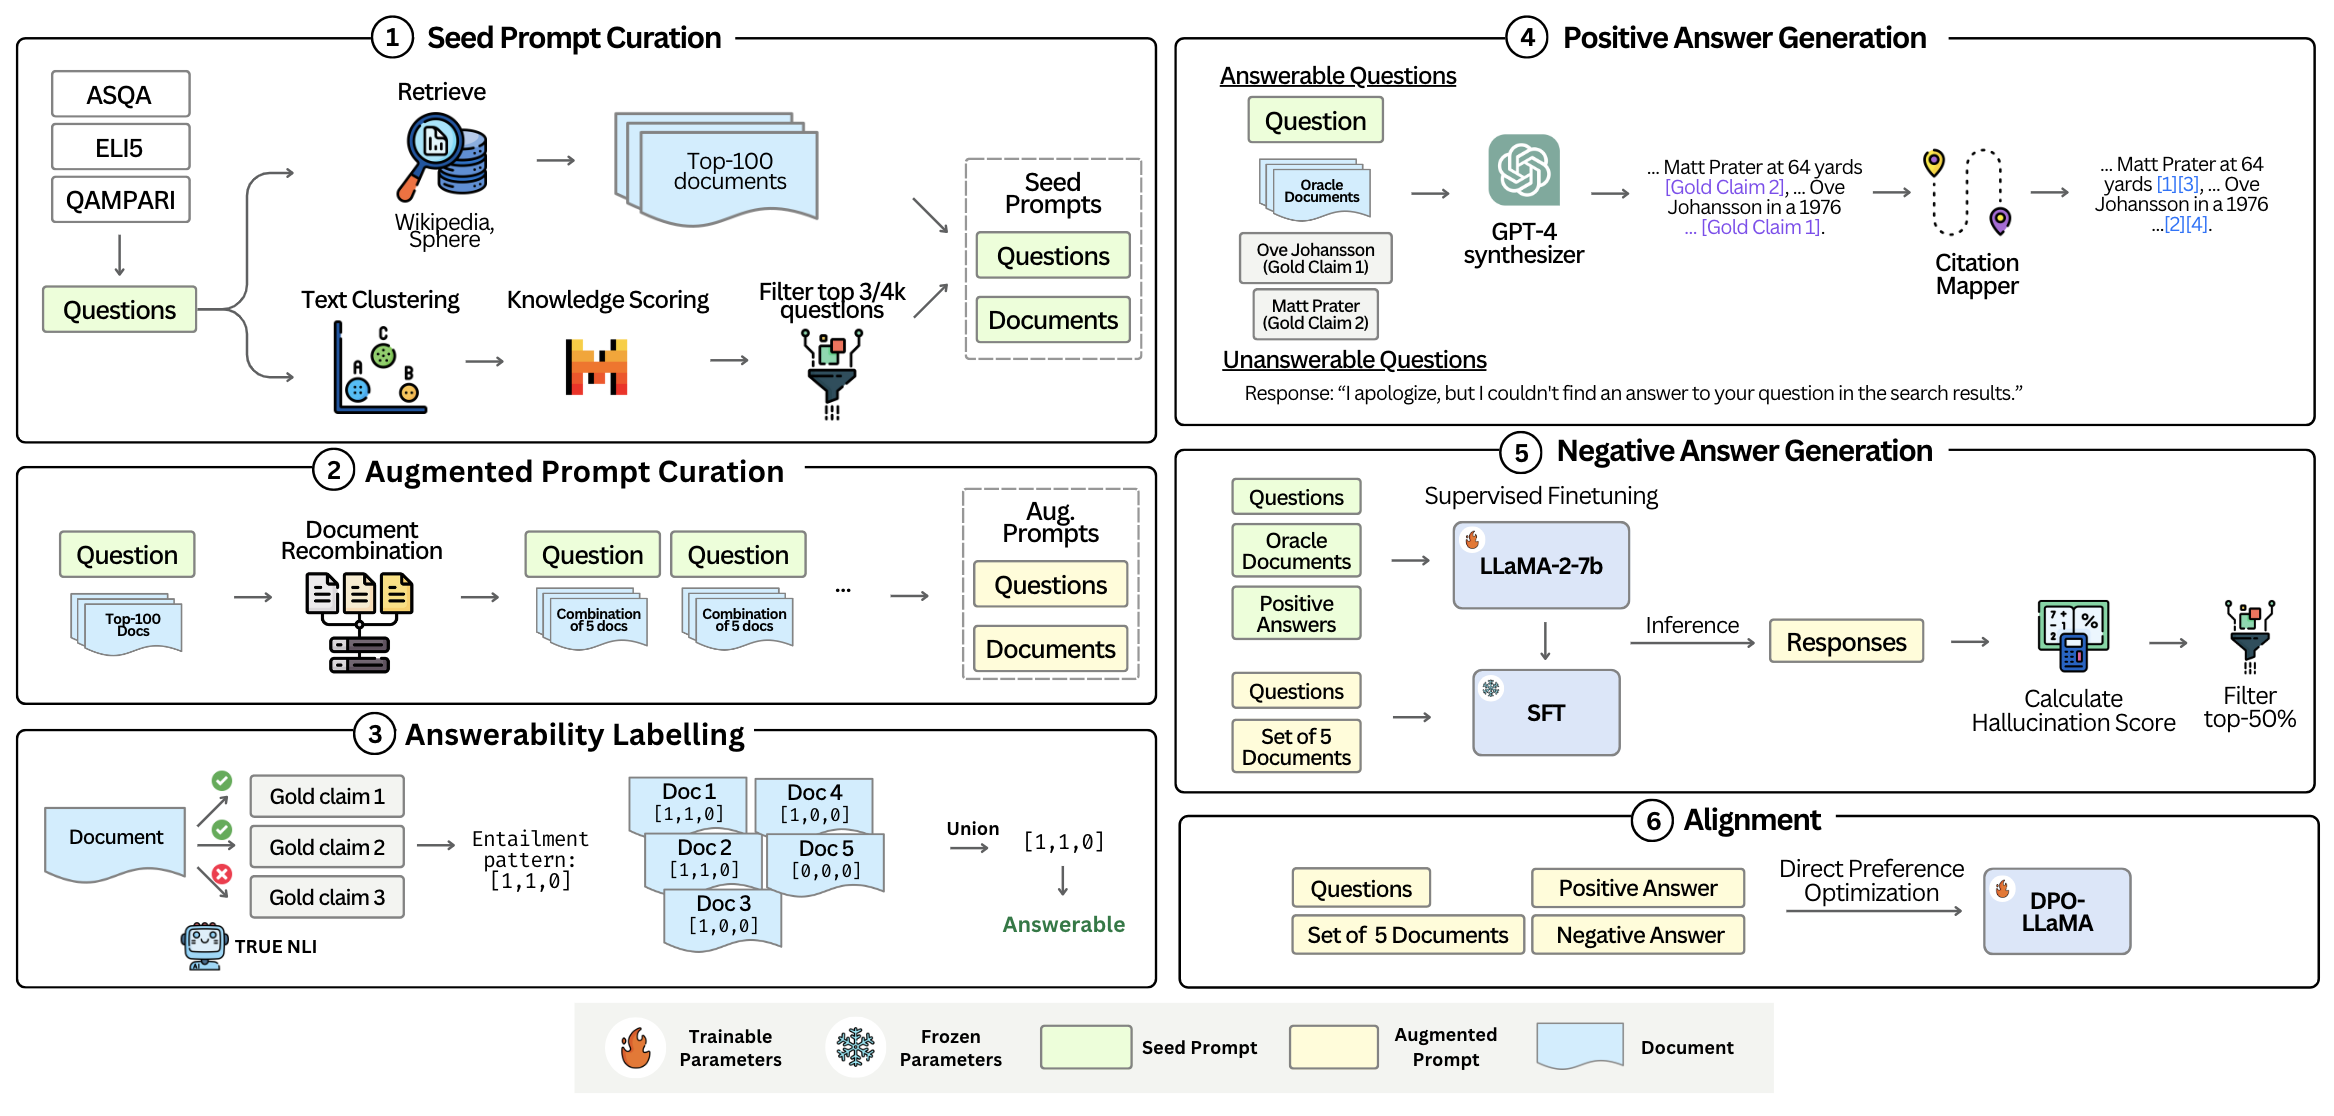 1 Seed Prompt Curation
ASQA
ELI5
QAMPARI
Questions
Retrieve
Wikipedia,
Sphere
Top-100
documents
Text Clustering
A
C
B
Knowledge Scoring
Filter top 3/4k
questions
Seed
Prompts
Questions
Documents
2 Augmented Prompt Curation
Question
Top-100
Docs
Document
Recombination
Question
Combination
of 5 docs
Question
Combination
of 5 docs
...
Aug.
Prompts
Questions
Documents
3 Answerability Labelling
Document
Gold claim 1
Gold claim 2
Gold claim 3
AI
TRUE NLI
Entailment
pattern:
[1,1,0]
Doc 1
[1,1,0]
Doc 2
[1,1,0]
Doc 3
[1,0,0]
Doc 4
[1,0,0]
Doc 5
[0,0,0]
Union
[1,1,0]
Answerable
4 Positive Answer Generation
Answerable Questions
Question
Oracle
Documents
Ove Johansson
(Gold Claim 1)
Matt Prater
(Gold Claim 2)
GPT-4
synthesizer
... Matt Prater at 64 yards
[Gold Claim 2], ... Ove
Johansson in a 1976
... [Gold Claim 1].
Citation
Mapper
... Matt Prater at 64
yards [1][3], ... Ove
Johansson in a 1976
...[2][4].
Unanswerable Questions
Response: “I apologize, but I couldn't find an answer to your question in the search results.”
5 Negative Answer Generation
Questions
Oracle
Documents
Positive
Answers
Questions
Set of 5
Documents
Supervised Finetuning
LLaMA-2-7b
SFT
Inference
Responses
7 +
- 1
2
%
Calculate
Hallucination Score
Filter
top-50%
6 Alignment
Questions
Set of 5 Documents
Positive Answer
Negative Answer
Direct Preference
Optimization
DPO-
LLaMA
Trainable
Parameters
Frozen
Parameters
Seed Prompt
Augmented
Prompt
Document